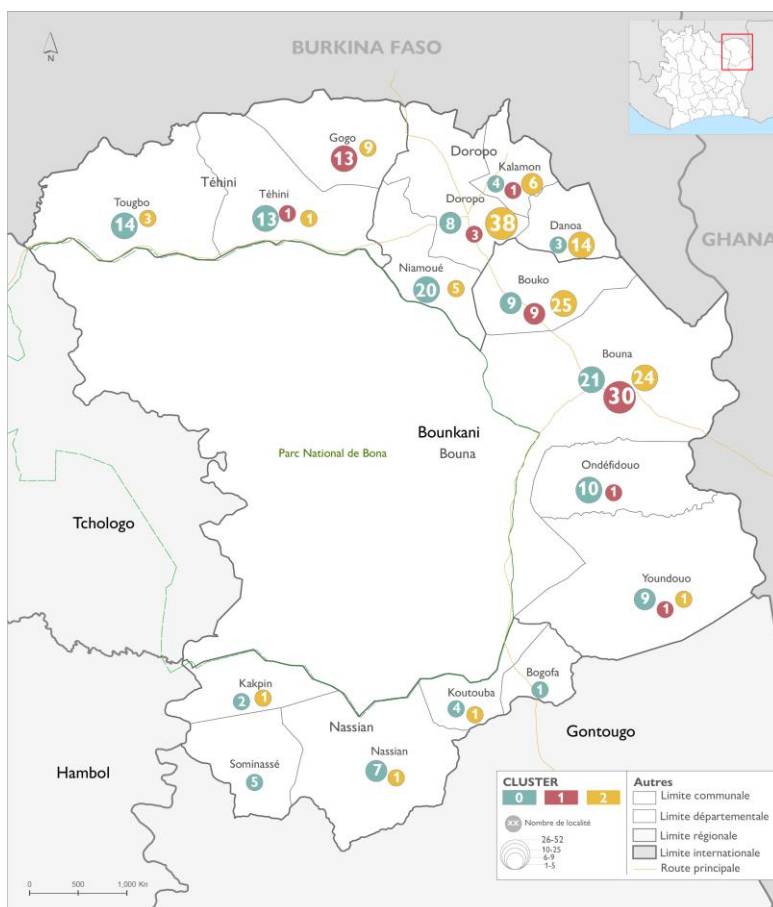 BURKINA FASO
N
GHANA
Gogo
9
13
Doropo
Kalamon
4
1
6
Téhini
Tougbo
14
3
Téhini
13
1
1
Doropo
8
3
38
Danoa
3
14
Niamoué
20
5
Bouko
9
9
25
Bouna
21
30
24
Bounkani
Bouna
Parc National de Bona
Ondéfidouo
10
1
Tchologo
Youndouo
9
1
1
Kakpin
2
1
Koutouba
4
1
Bogofa
1
Nassian
Gontougo
Hambol
Sominassé
5
Nassian
7
1
CLUSTER
0 1 2
xx Nombre de localité
26-52
10-25
6-9
1-5
Autres
Limite communale
Limite départementale
Limite régionale
Limite internationale
Route principale
0 500 1,000 Kn